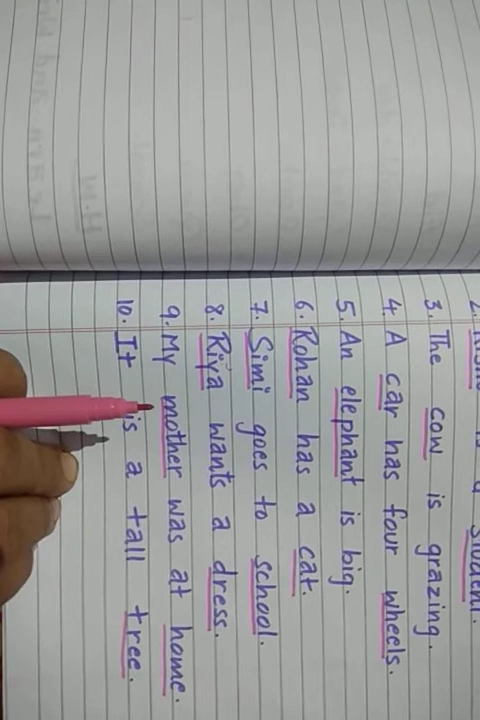 student.
3. The cow is grazing.
4. A car has four wheels.
5. An elephant is big.
6. Rohan has a cat.
7. Simi goes to school.
8. Riya wants a dress.
9. My mother was at home.
10. It is a tall tree.